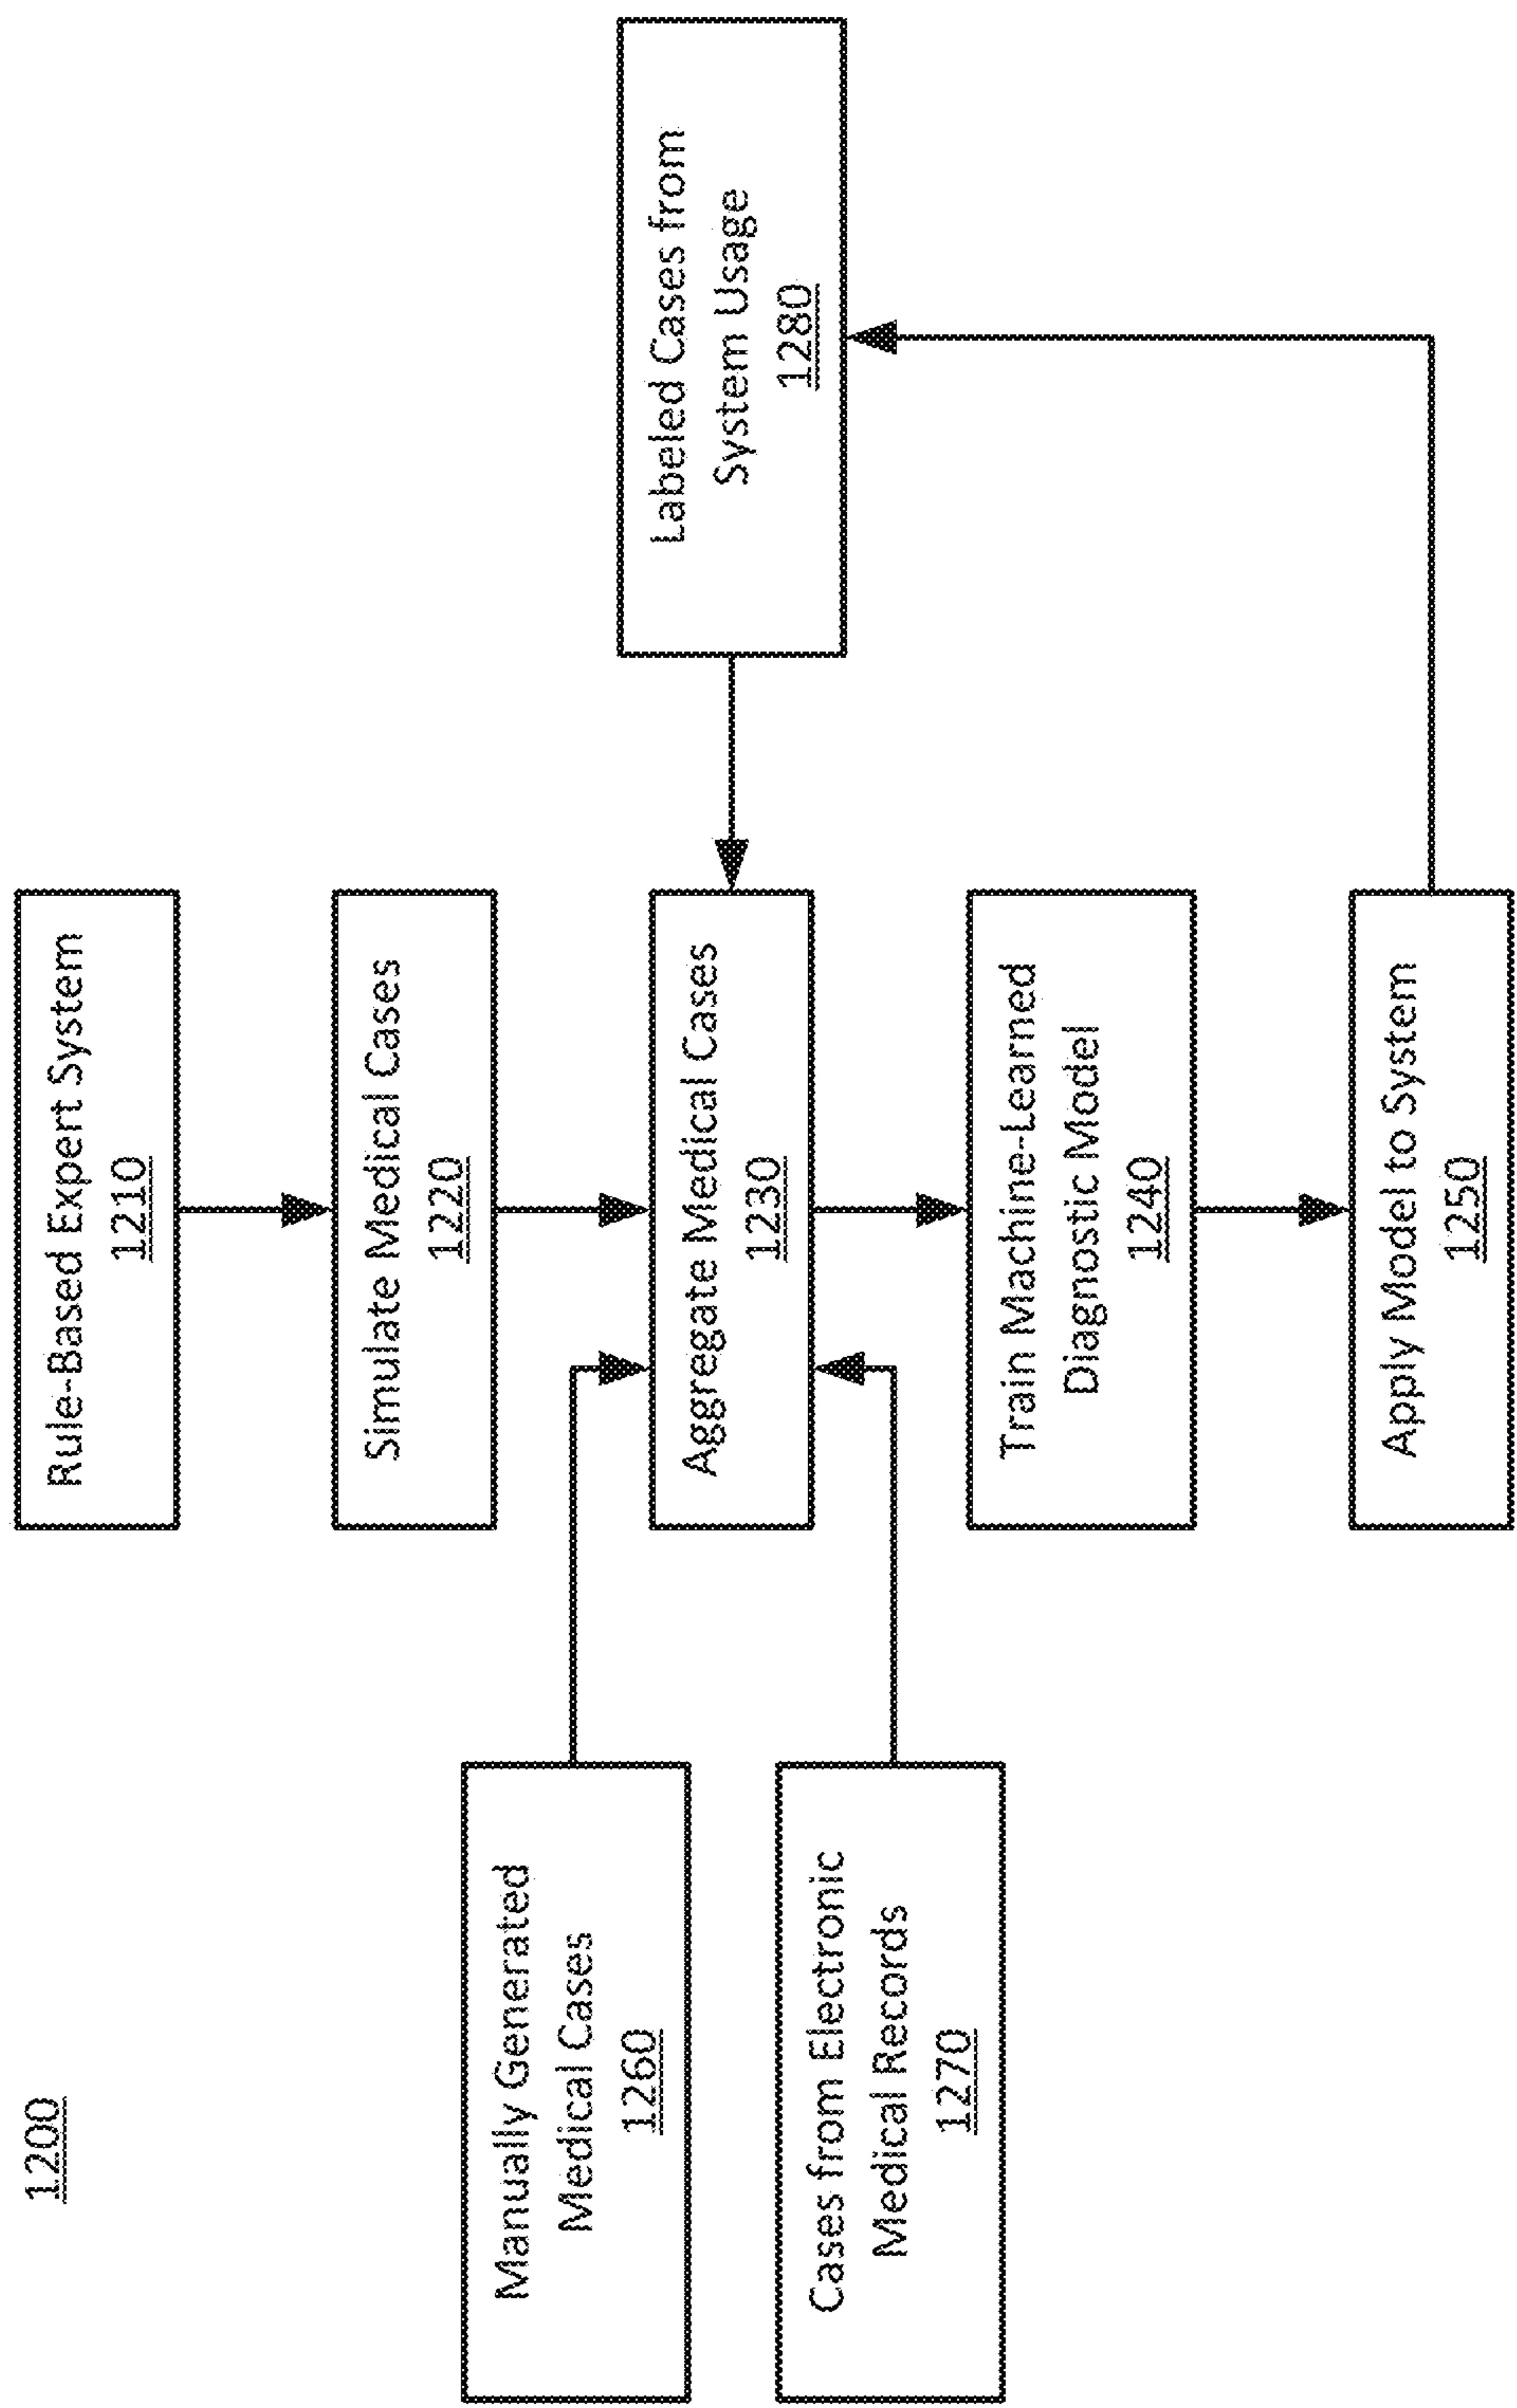 1200
Rule-Based Expert System
1210
Simulate Medical Cases
1220
Manually Generated
Medical Cases
1260
Aggregate Medical Cases
1230
Labeled Cases from
System Usage
1280
Cases from Electronic
Medical Records
1270
Train Machine-Learned
Diagnostic Model
1240
Apply Model to System
1250